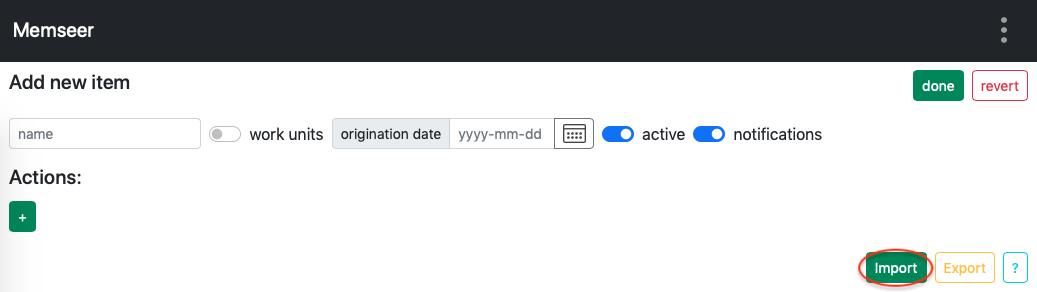 Memseer
Add new item
done revert
name work units origination date yyyy-mm-dd active notifications
Actions:
+
Import Export ?